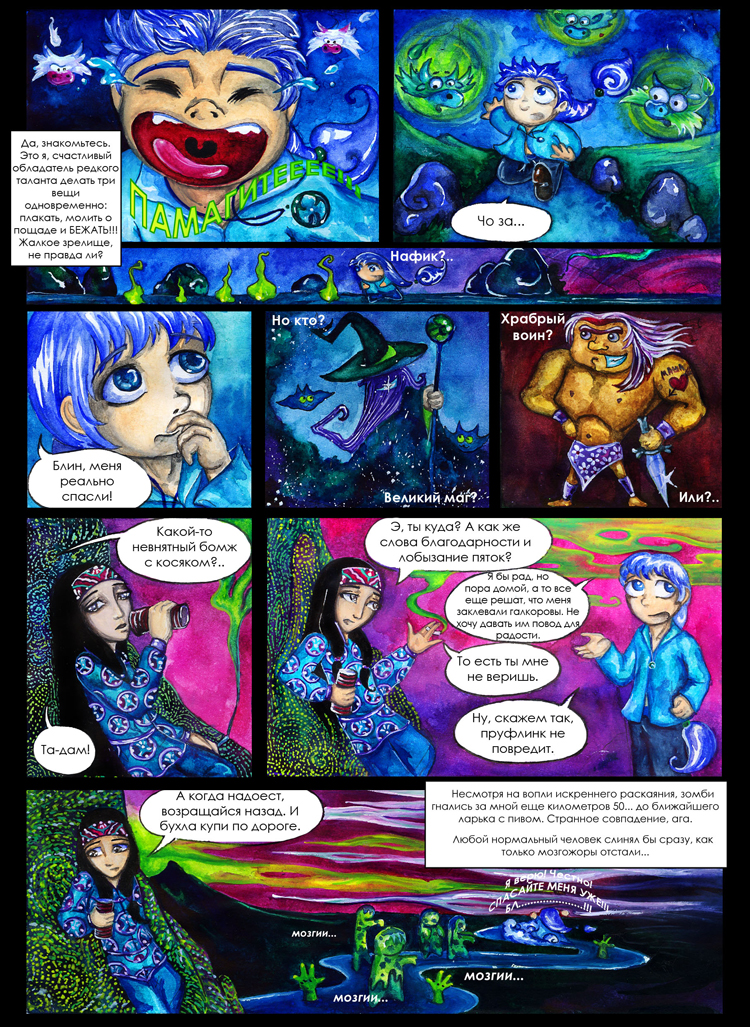 Да, знакомьтесь.
Это я, счастливый
обладатель редкого
таланта делать три
вещи
одновременно:
плакать, молить о
пощаде и БЕЖАТЬ!!!
Жалкое зрелище,
не правда ли?
ПАМАГИТЕЕЕЕ!!!
Чо за...
Нафик?..
Блин, меня
реально
спасли!
Но кто?
Великий маг?
Храбрый
воин?
Или?..
Какой-то
невнятный бомж
с косяком?..
Та-дам!
Э, ты куда? А как же
слова благодарности и
лобызание пяток?
Я бы рад, но
пора домой, а то все
еще решат, что меня
заклевали галкоровы. Не
хочу давать им повод для
радости.
То есть ты мне
не веришь.
Ну, скажем так,
пруфлинк не
повредит.
А когда надоест,
возращайся назад. И
бухла купи по дороге.
Несмотря на вопли искреннего раскаяния, зомби
гнались за мной еще километров 50... до ближайшего
ларька с пивом. Странное совпадение, ага.
Любой нормальный человек слинял бы сразу, как
только мозгожоры отстали...
Я верю! Честно!
СПАСАЙТЕ МЕНЯ УЖЕ!!!
БЛ..................!!!
мозгии...
мозгии...
мозгии...